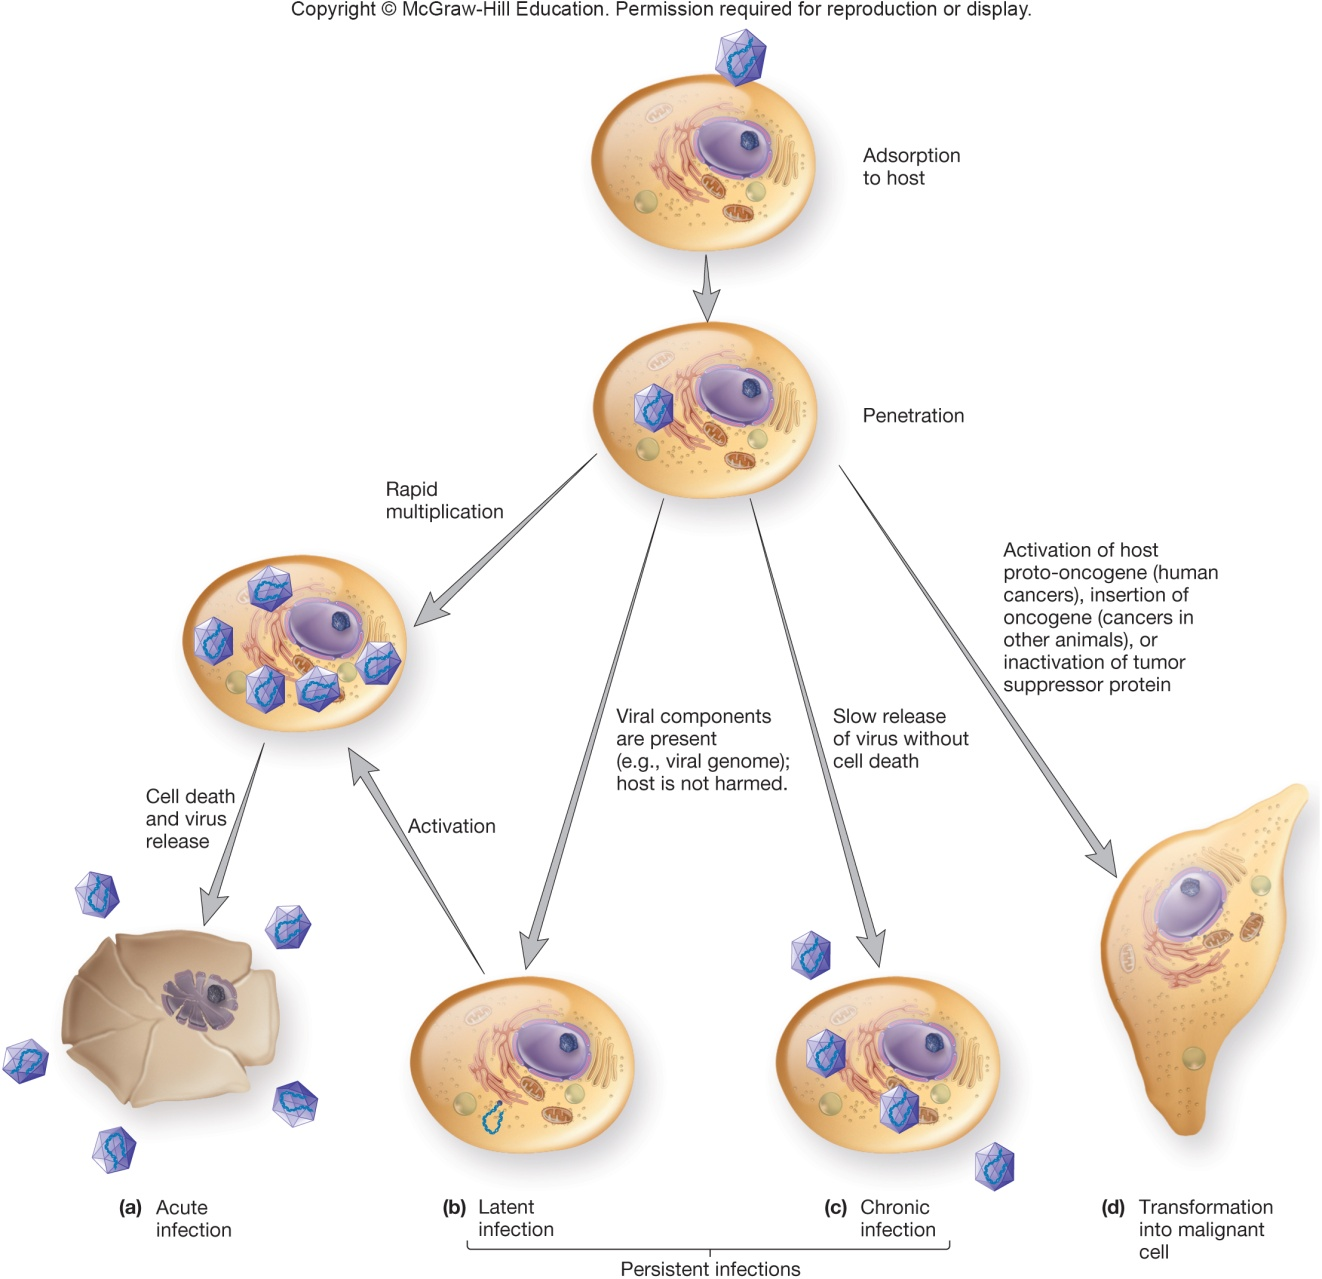 Copyright © McGraw-Hill Education. Permission required for reproduction or display.
Adsorption
to host
Penetration
Rapid
multiplication
Activation of host
proto-oncogene (human
cancers), insertion of
oncogene (cancers in
other animals), or
inactivation of tumor
suppressor protein
Viral components
are present
(e.g., viral genome);
host is not harmed.
Slow release
of virus without
cell death
Cell death
and virus
release
Activation
(a) Acute
infection
(b) Latent
infection
(c) Chronic
infection
(d) Transformation
into malignant
cell
Persistent infections